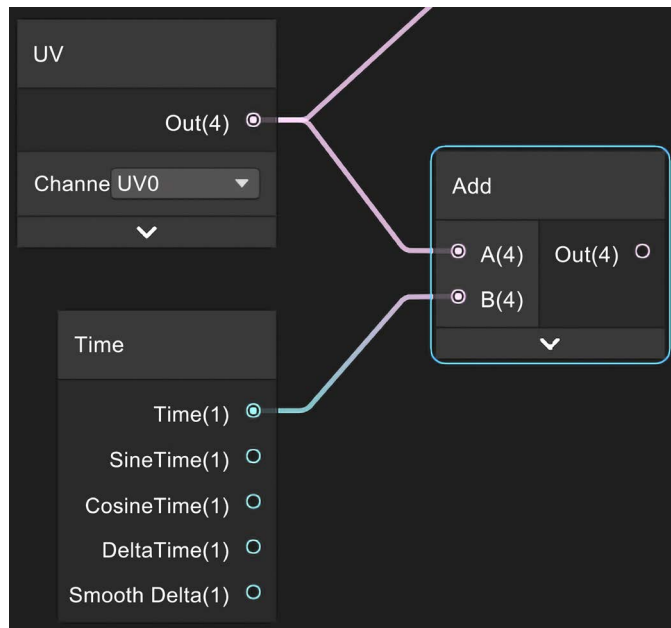 UV
Out(4)
Channe UV0
Add
A(4) Out(4)
B(4)
Time
Time(1)
SineTime(1)
CosineTime(1)
DeltaTime(1)
Smooth Delta(1)